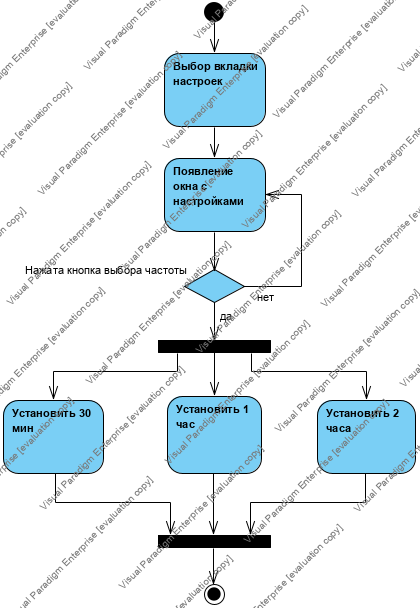 Выбор вкладки
настроек
Появление
окна с
настройками
Нажата кнопка выбора частоты
нет
да
Установить 30
мин
Установить 1
час
Установить 2
часа
Visual Paradigm Enterprise [evaluation copy]